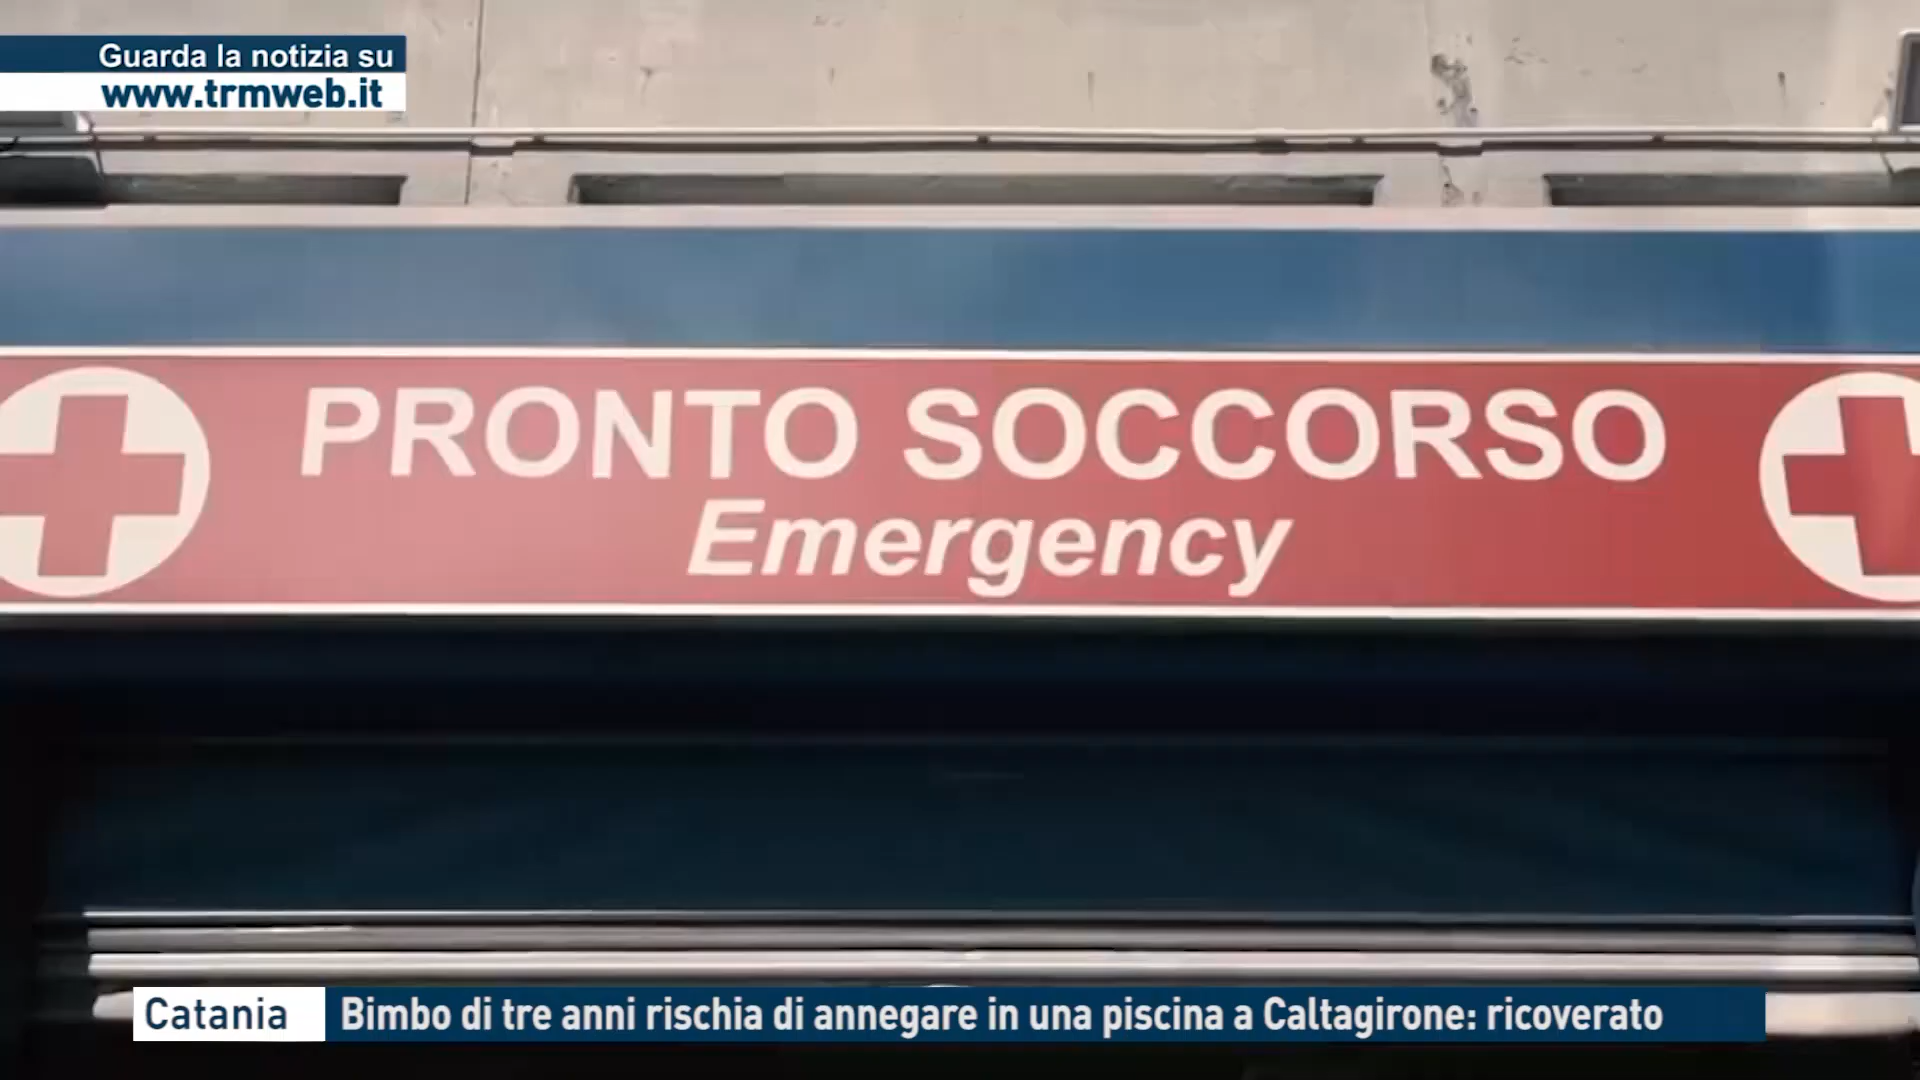 Guarda la notizia su
www.trmweb.it
PRONTO SOCCORSO
Emergency
Catania Bimbo di tre anni rischia di annegare in una piscina a Caltagirone: ricoverato